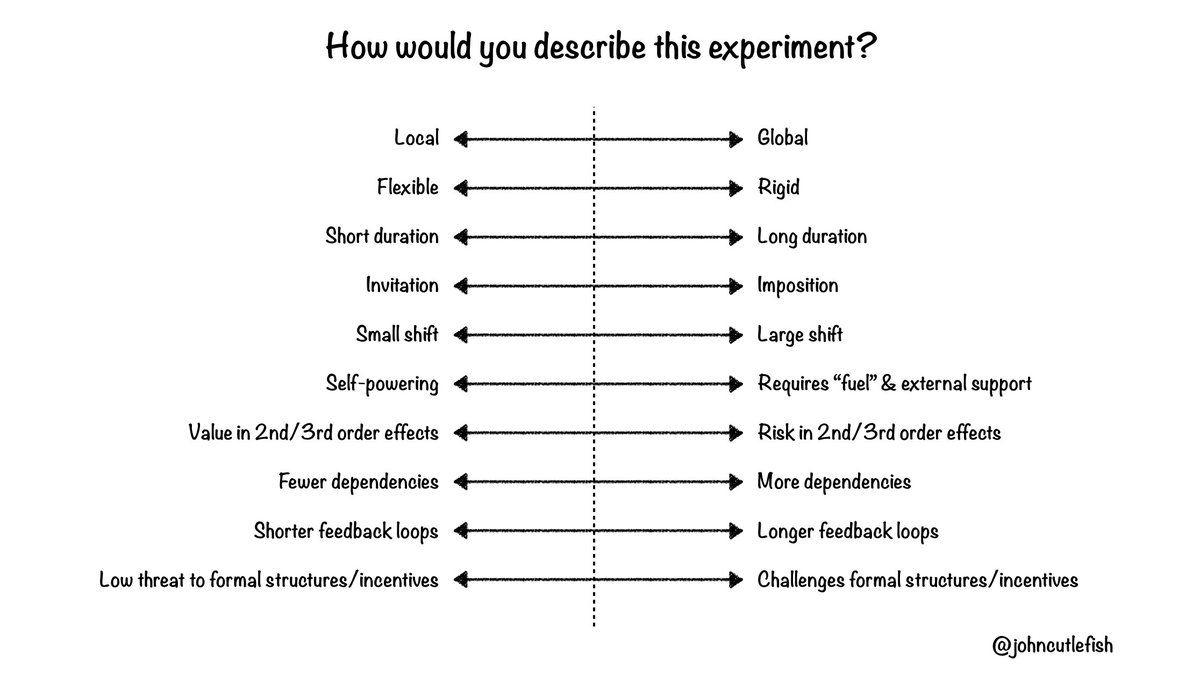 How would you describe this experiment?
Local Global
Flexible Rigid
Short duration Long duration
Invitation Imposition
Small shift Large shift
Self-powering Requires “fuel” & external support
Value in 2nd/3rd order effects Risk in 2nd/3rd order effects
Fewer dependencies More dependencies
Shorter feedback loops Longer feedback loops
Low threat to formal structures/incentives Challenges formal structures/incentives
@johncutlefish